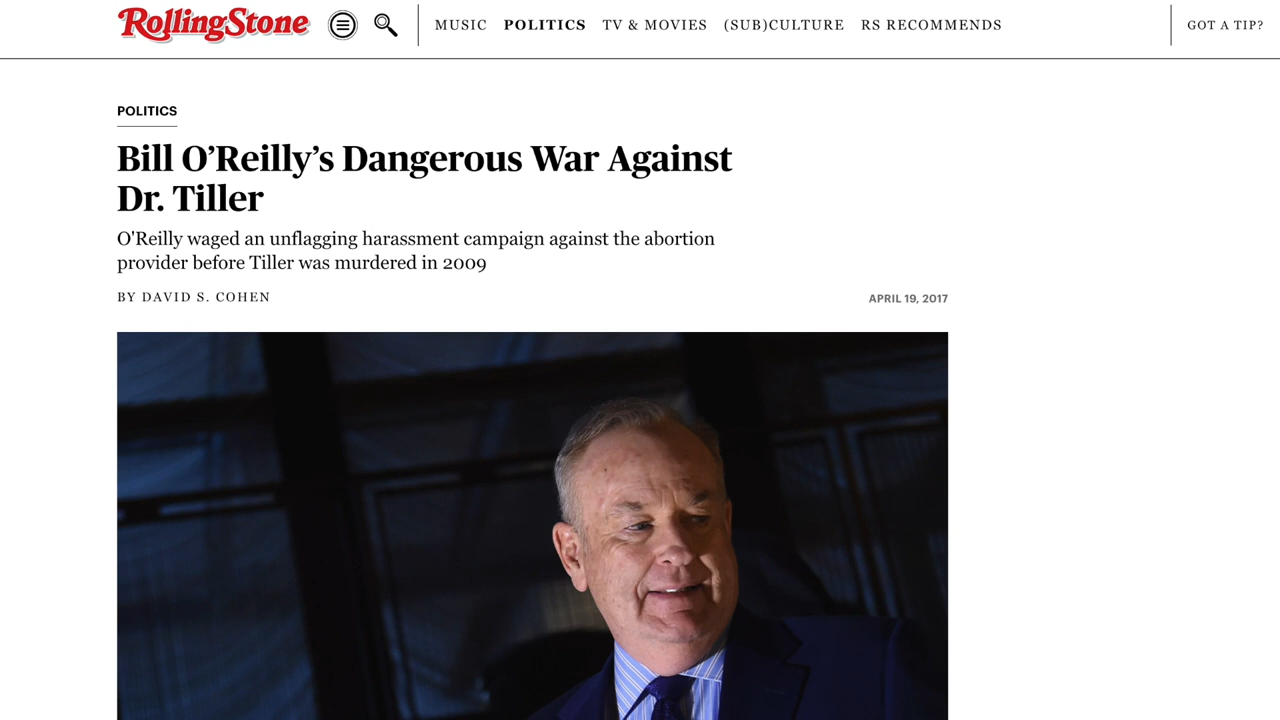 RollingStone
MUSIC
POLITICS
TV & MOVIES
(SUB)CULTURE
RS RECOMMENDS
GOT A TIP?
POLITICS
Bill O’Reilly’s Dangerous War Against
Dr. Tiller
O'Reilly waged an unflagging harassment campaign against the abortion
provider before Tiller was murdered in 2009
BY DAVID S. COHEN
APRIL 19, 2017